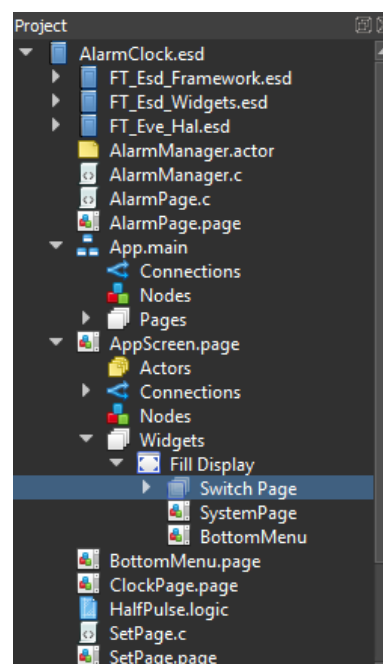 Project
AlarmClock.esd
FT_Esd_Framework.esd
FT_Esd_Widgets.esd
FT_Eve_Hal.esd
AlarmManager.actor
AlarmManager.c
AlarmPage.c
AlarmPage.page
App.main
Connections
Nodes
Pages
AppScreen.page
Actors
Connections
Nodes
Widgets
Fill Display
Switch Page
SystemPage
BottomMenu
BottomMenu.page
ClockPage.page
HalfPulse.logic
SetPage.c
SetPage.page